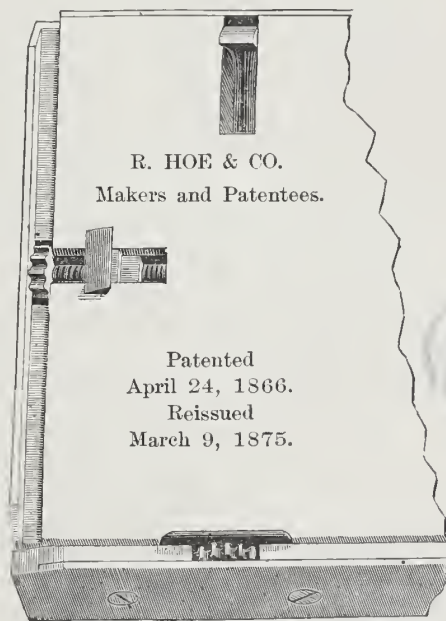 R. HOE & CO.
Makers and Patentees.
Patented
April 24, 1866.
Reissued
March 9, 1875.